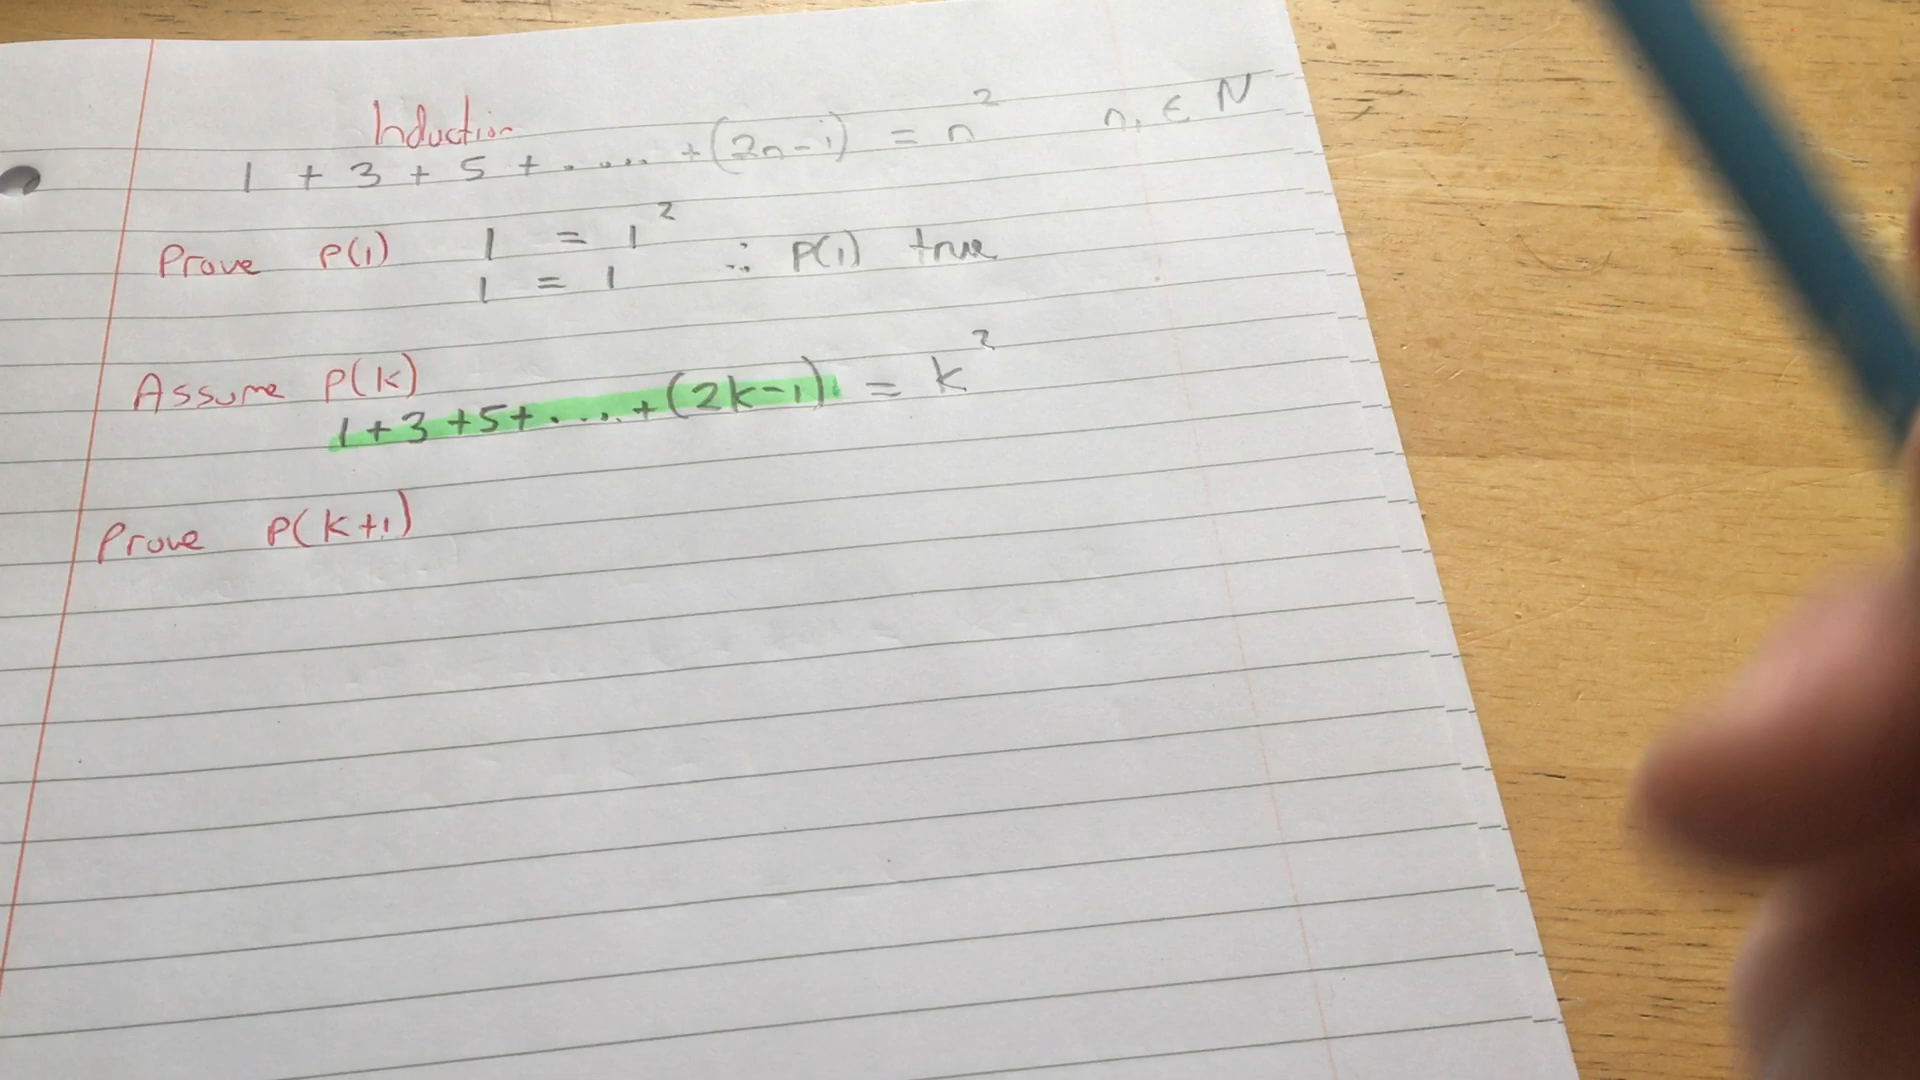 Induction
1 + 3 + 5 + ..... + (2n-1) = n² n, ∈ N
Prove P(1) 1 = 1²
1 = 1 ∴ P(1) true
Assume P(k)
1+3+5+....+(2k-1) = k²
Prove P(k+1)